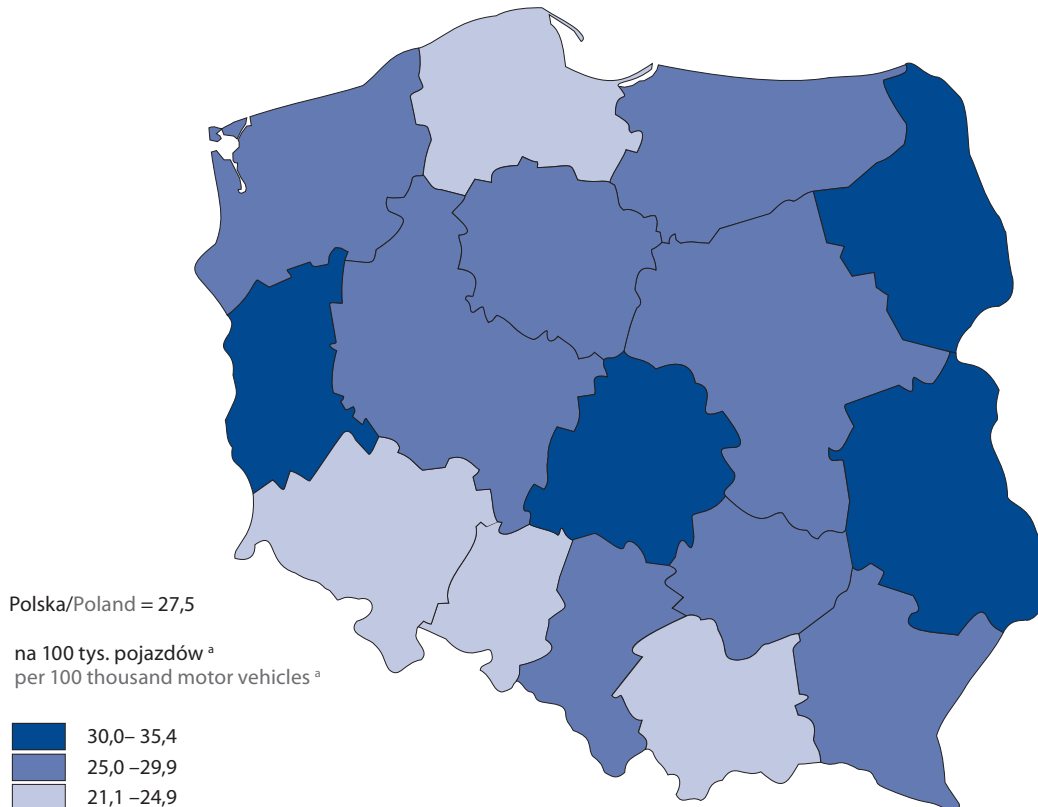 Polska/Poland = 27,5
na 100 tys. pojazdów ᵃ
per 100 thousand motor vehicles ᵃ
30,0– 35,4
25,0 –29,9
21,1 –24,9